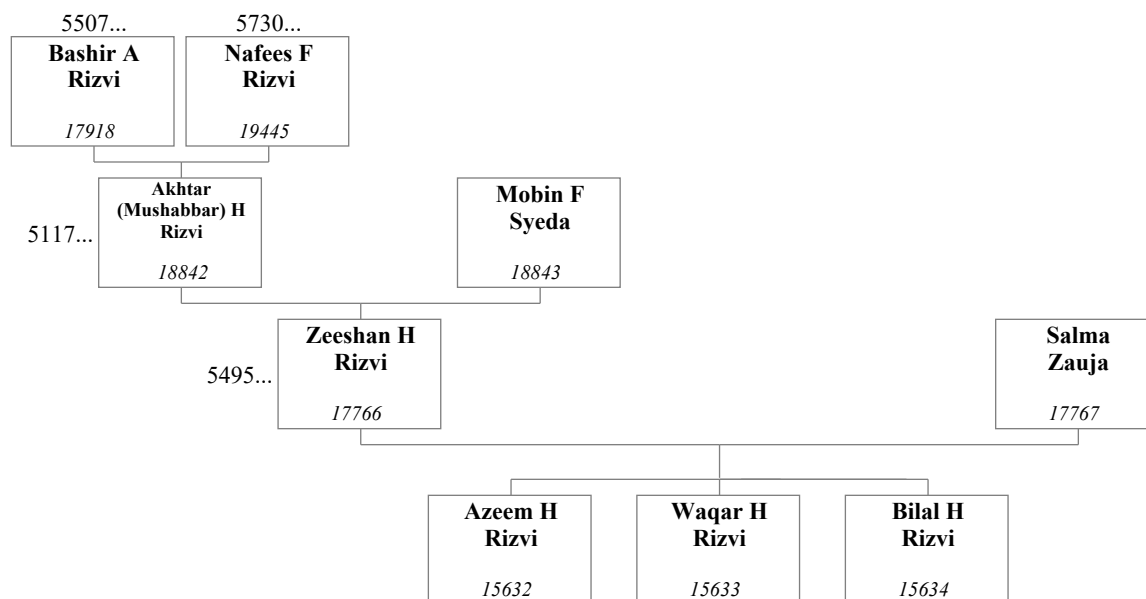 5507...
5730...
Bashir A
Rizvi
17918
Nafees F
Rizvi
19445
5117...
Akhtar
(Mushabbar) H
Rizvi
18842
Mobin F
Syeda
18843
5495...
Zeeshan H
Rizvi
17766
Salma
Zauja
17767
Azeem H
Rizvi
15632
Waqar H
Rizvi
15633
Bilal H
Rizvi
15634